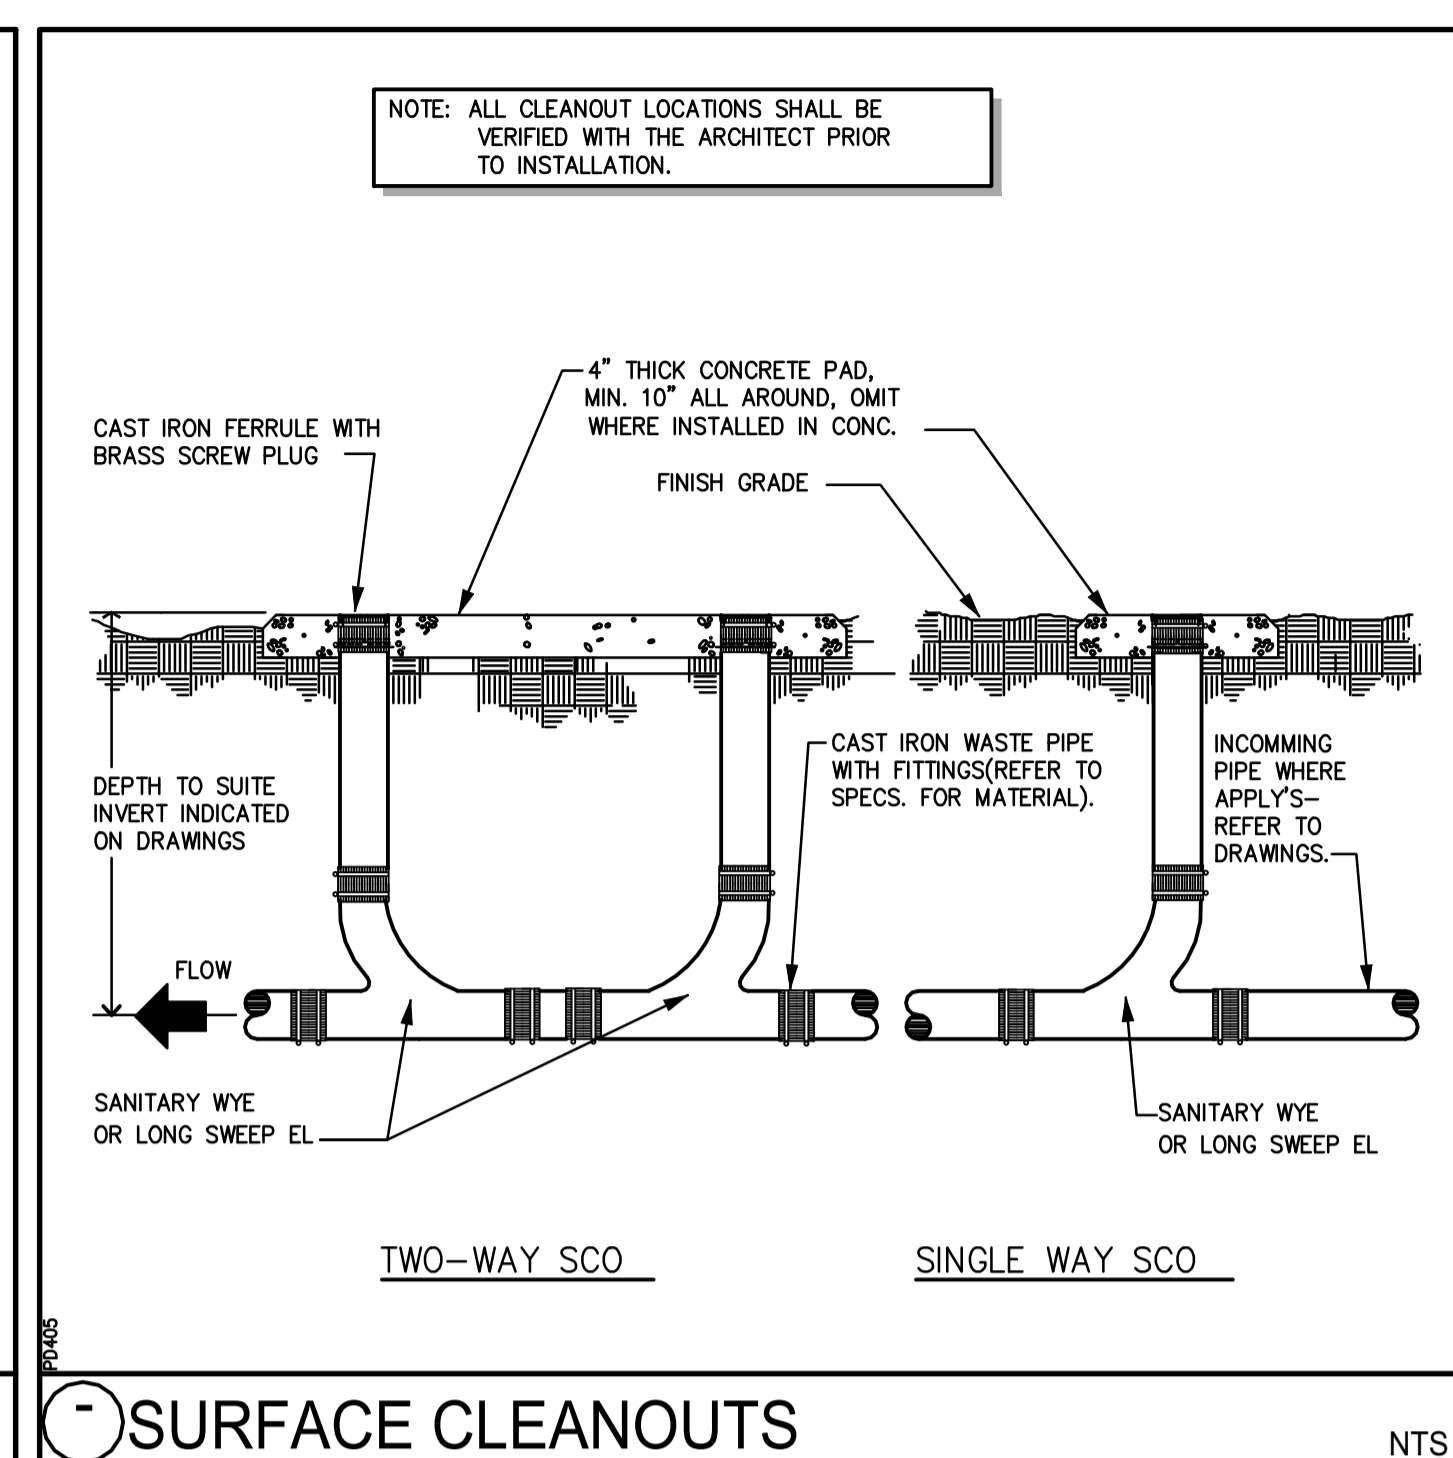 NOTE: ALL CLEANOUT LOCATIONS SHALL BE
VERIFIED WITH THE ARCHITECT PRIOR
TO INSTALLATION.
4" THICK CONCRETE PAD,
MIN. 10" ALL AROUND, OMIT
WHERE INSTALLED IN CONC.
CAST IRON FERRULE WITH
BRASS SCREW PLUG
FINISH GRADE
CAST IRON WASTE PIPE
WITH FITTINGS(REFER TO
SPECS. FOR MATERIAL).
INCOMMING
PIPE WHERE
APPLY'S-
REFER TO
DRAWINGS.
DEPTH TO SUITE
INVERT INDICATED
ON DRAWINGS
FLOW
SANITARY WYE
OR LONG SWEEP EL
SANITARY WYE
OR LONG SWEEP EL
TWO-WAY SCO
SINGLE WAY SCO
PD405
-
SURFACE CLEANOUTS
NTS